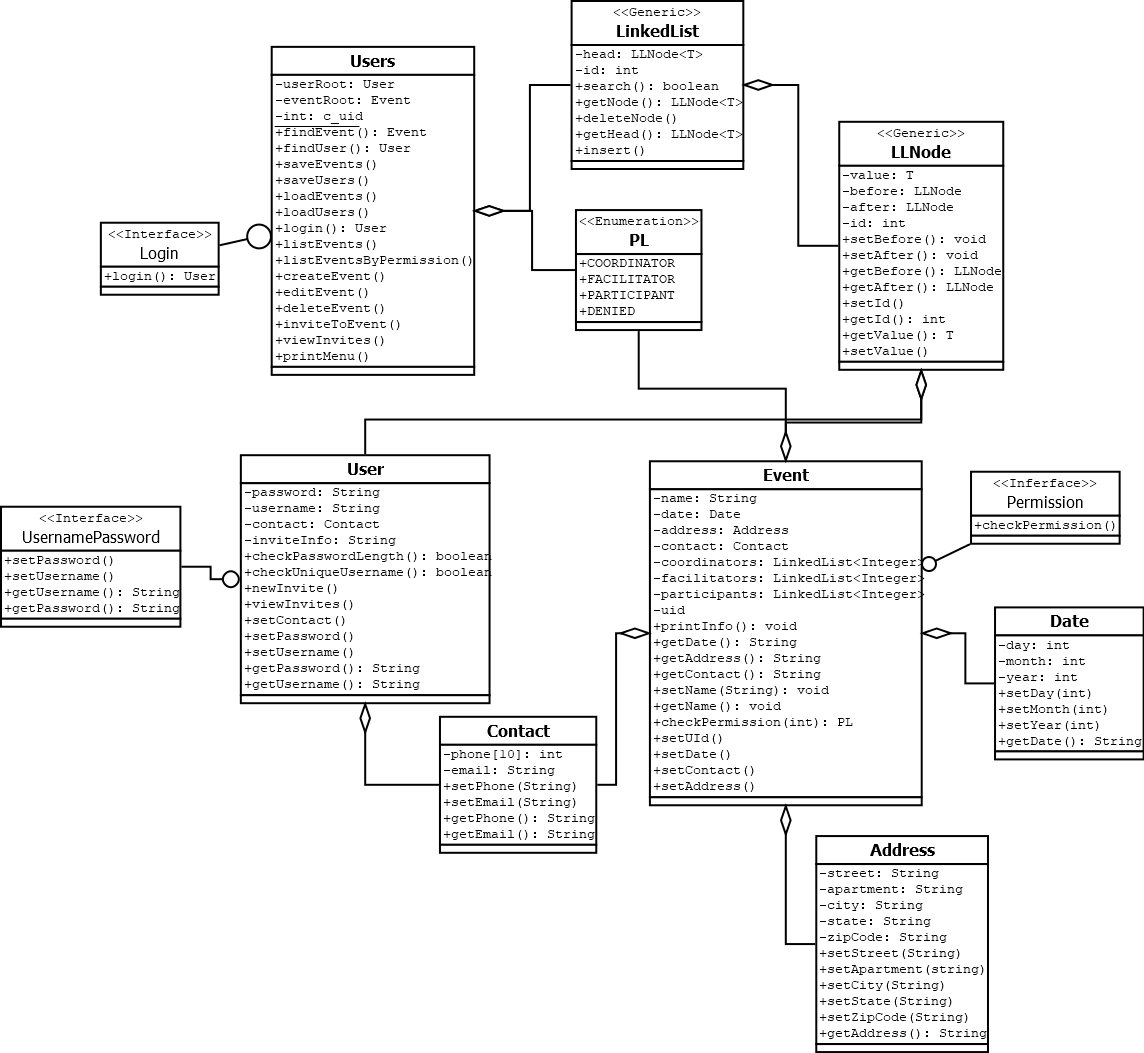 <<Generic>>
LinkedList
-head: LLNode<T>
-id: int
+search(): boolean
+getNode(): LLNode<T>
+deleteNode()
+getHead(): LLNode<T>
+insert()
Users
-userRoot: User
-eventRoot: Event
-int: c_uid
+findEvent(): Event
+findUser(): User
+saveEvents()
+saveUsers()
+loadEvents()
+loadUsers()
+login(): User
+listEvents()
+listEventsByPermission()
+createEvent()
+editEvent()
+deleteEvent()
+inviteToEvent()
+viewInvites()
+printMenu()
<<Generic>>
LLNode
-value: T
-before: LLNode
-after: LLNode
-id: int
+setBefore(): void
+setAfter(): void
+getBefore(): LLNode
+getAfter(): LLNode
+setId()
+getId(): int
+getValue(): T
+setValue()
<<Interface>>
Login
+login(): User
<<Enumeration>>
PL
+COORDINATOR
+FACILITATOR
+PARTICIPANT
+DENIED
User
-password: String
-username: String
-contact: Contact
-inviteInfo: String
+checkPasswordLength(): boolean
+checkUniqueUsername(): boolean
+newInvite()
+viewInvites()
+setContact()
+setPassword()
+setUsername()
+getPassword(): String
+getUsername(): String
Event
-name: String
-date: Date
-address: Address
-contact: Contact
-coordinators: LinkedList<Integer>
-facilitators: LinkedList<Integer>
-participants: LinkedList<Integer>
-uid
+printInfo(): void
+getDate(): String
+getAddress(): String
+getContact(): String
+setName(String): void
+getName(): void
+checkPermission(int): PL
+setUId()
+setDate()
+setContact()
+setAddress()
<<Inferface>>
Permission
+checkPermission()
<<Interface>>
UsernamePassword
+setPassword()
+setUsername()
+getUsername(): String
+getPassword(): String
Date
-day: int
-month: int
-year: int
+setDay(int)
+setMonth(int)
+setYear(int)
+getDate(): String
Contact
-phone[10]: int
-email: String
+setPhone(String)
+setEmail(String)
+getPhone(): String
+getEmail(): String
Address
-street: String
-apartment: String
-city: String
-state: String
-zipCode: String
+setStreet(String)
+setApartment(string)
+setCity(String)
+setState(String)
+setZipCode(String)
+getAddress(): String